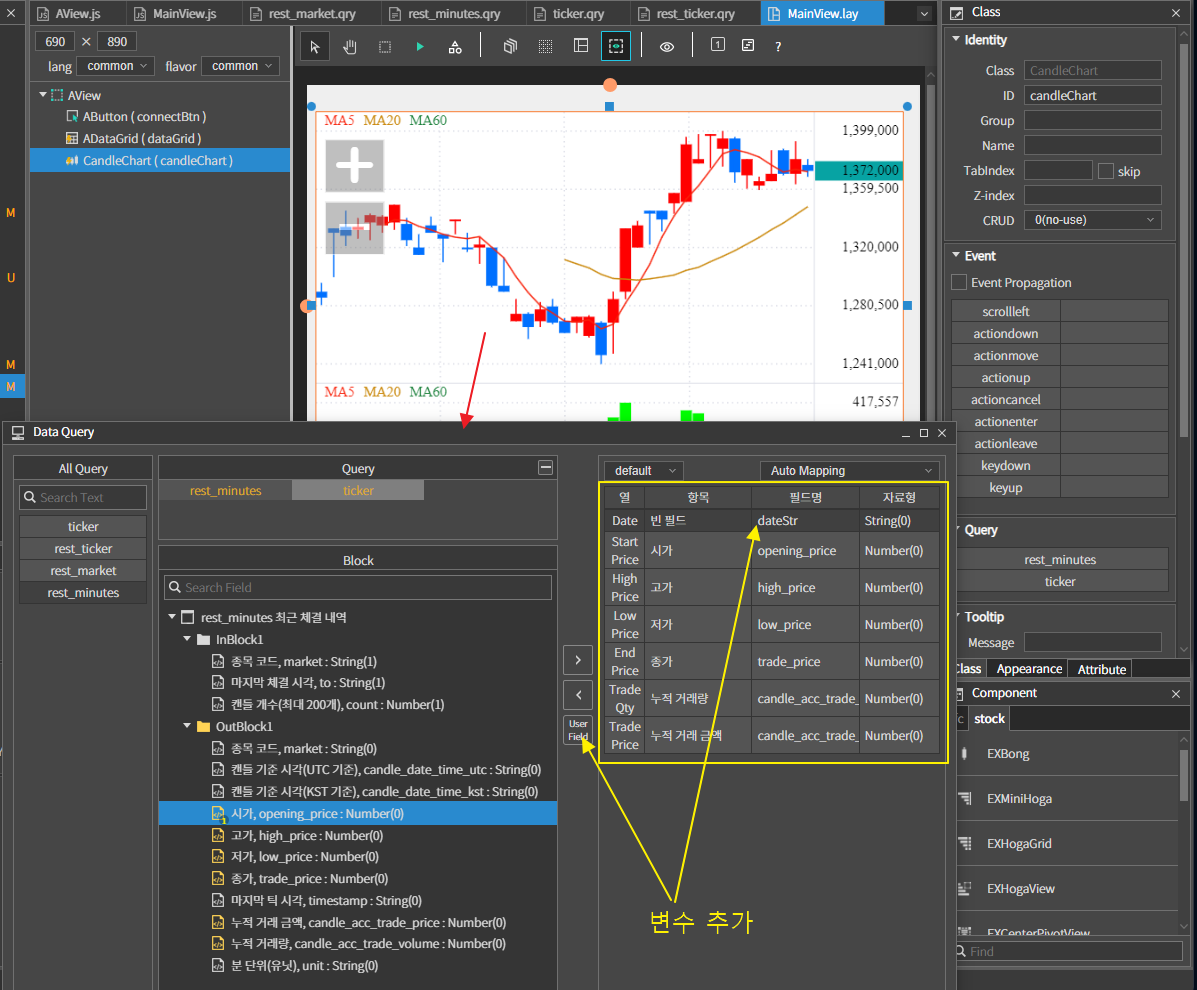 AView.js
MainView.js
rest_market.qry
rest_minutes.qry
ticker.qry
rest_ticker.qry
MainView.lay
690 × 890
lang common flavor common
AView
AButton ( connectBtn )
ADataGrid ( dataGrid )
CandleChart ( candleChart )
M
U
M
M
1
?
MA5 MA20 MA60
1,399,000
1,372,000
1,359,500
1,320,000
1,280,500
1,241,000
MA5 MA20 MA60
417,557
Class
Identity
Class CandleChart
ID candleChart
Group
Name
TabIndex skip
Z-index
CRUD 0(no-use)
Event
Event Propagation
scrollleft
actiondown
actionmove
actionup
actioncancel
actionenter
actionleave
keydown
keyup
Query
rest_minutes
ticker
Tooltip
Message
Class Appearance Attribute
Component
c stock
EXBong
EXMiniHoga
EXHogaGrid
EXHogaView
EXCenterPivotView
Find
Data Query
All Query
Search Text
ticker
rest_ticker
rest_market
rest_minutes
Query
rest_minutes ticker
Block
Search Field
rest_minutes 최근 체결 내역
InBlock1
종목 코드, market : String(1)
마지막 체결 시각, to : String(1)
캔들 개수(최대 200개), count : Number(1)
OutBlock1
종목 코드, market : String(0)
캔들 기준 시각(UTC 기준), candle_date_time_utc : String(0)
캔들 기준 시각(KST 기준), candle_date_time_kst : String(0)
시가, opening_price : Number(0)
1
고가, high_price : Number(0)
저가, low_price : Number(0)
종가, trade_price : Number(0)
마지막 틱 시각, timestamp : String(0)
누적 거래 금액, candle_acc_trade_price : Number(0)
누적 거래량, candle_acc_trade_volume : Number(0)
분 단위(유닛), unit : String(0)
>
<
User
Field
default Auto Mapping
열 항목 필드명 자료형
Date 빈 필드 dateStr String(0)
Start
Price 시가 opening_price Number(0)
High
Price 고가 high_price Number(0)
Low
Price 저가 low_price Number(0)
End
Price 종가 trade_price Number(0)
Trade
Qty 누적 거래량 candle_acc_trade_ Number(0)
Trade
Price 누적 거래 금액 candle_acc_trade_ Number(0)
변수 추가